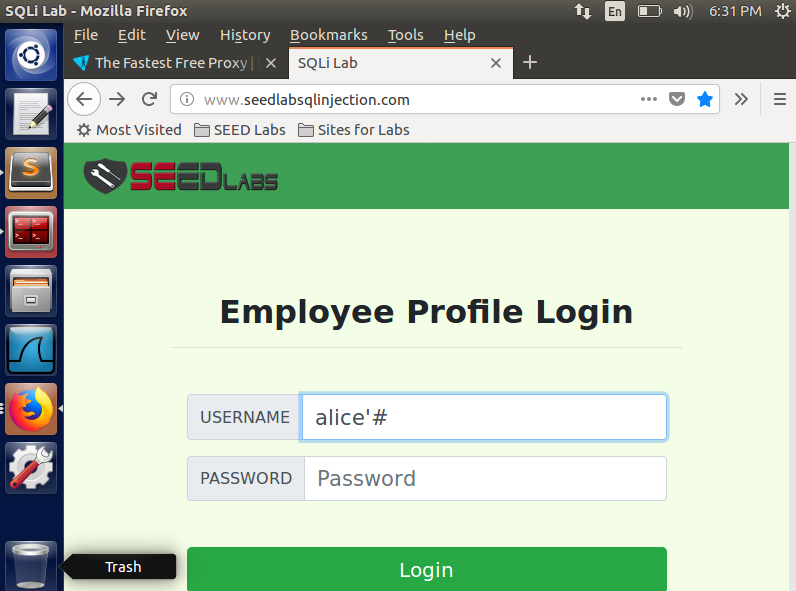 SQLi Lab - Mozilla Firefox
En
6:31 PM
File Edit View History Bookmarks Tools Help
The Fastest Free Proxy |
SQLi Lab
www.seedlabsqlinjection.com
Most Visited SEED Labs Sites for Labs
SEEDLABS
Employee Profile Login
USERNAME alice'#
PASSWORD Password
Login
Trash